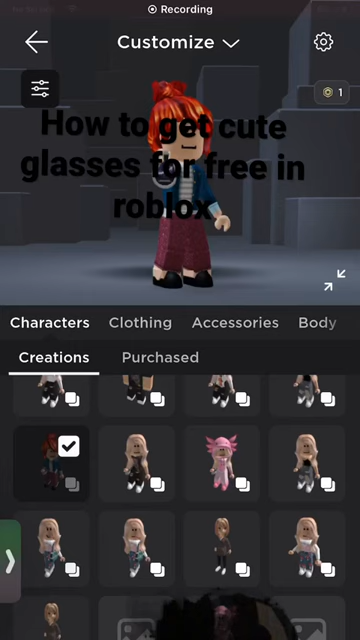 Recording
Customize
1
How to get cute
glasses for free in
roblox
Characters Clothing Accessories Body
Creations Purchased